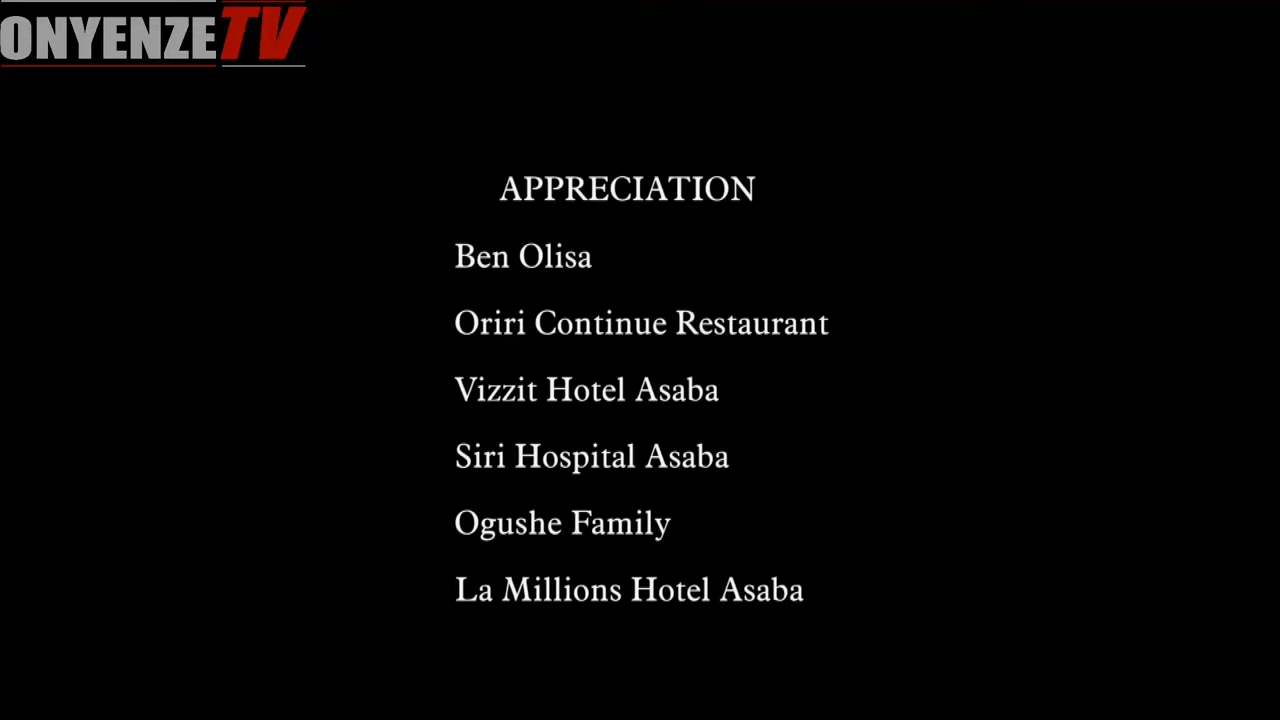 ONYENZETV
APPRECIATION
Ben Olisa
Oriri Continue Restaurant
Vizzit Hotel Asaba
Siri Hospital Asaba
Ogushe Family
La Millions Hotel Asaba